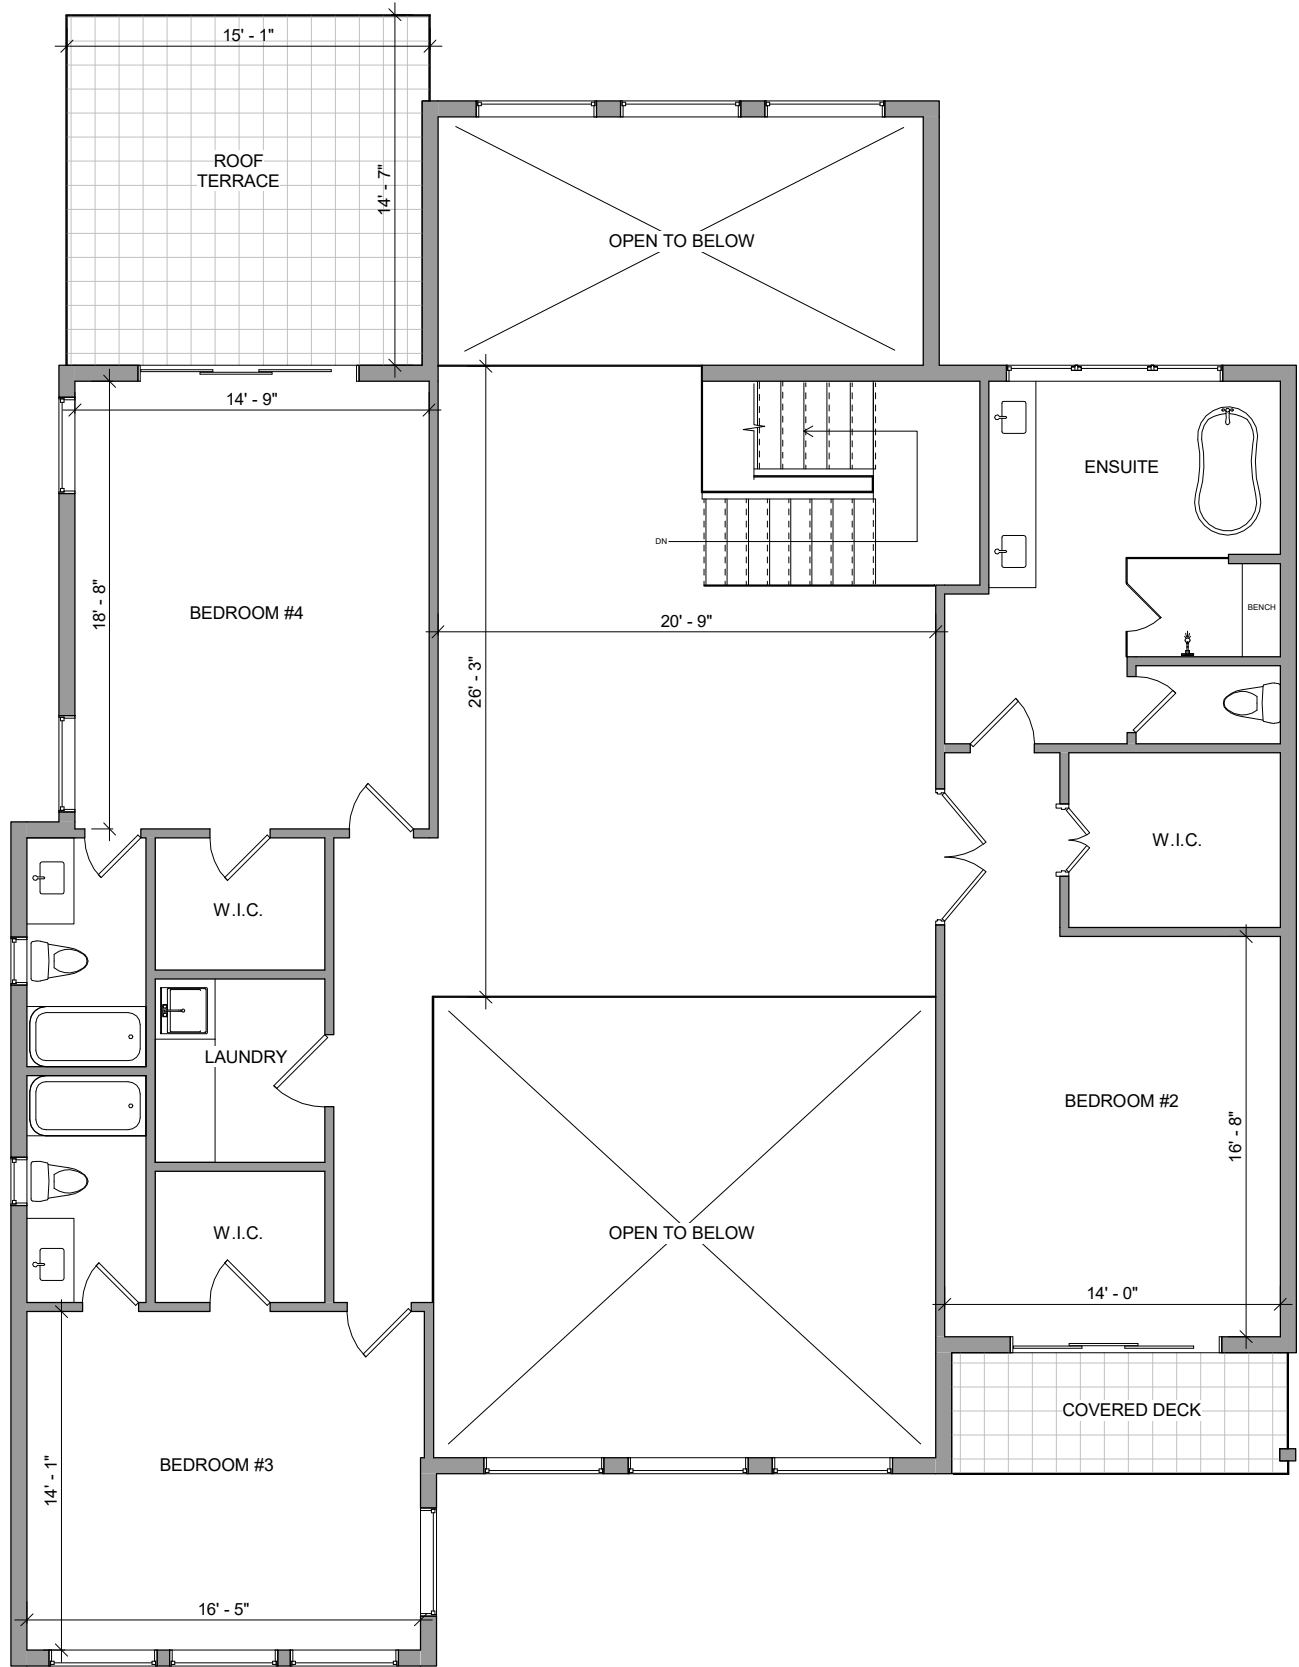 15' - 1"
ROOF
TERRACE
14' - 7"
OPEN TO BELOW
14' - 9"
ENSUITE
DN
18' - 8"
BEDROOM #4
BENCH
20' - 9"
26' - 3"
W.I.C.
W.I.C.
LAUNDRY
BEDROOM #2
16' - 8"
W.I.C.
OPEN TO BELOW
14' - 0"
COVERED DECK
BEDROOM #3
14' - 1"
16' - 5"